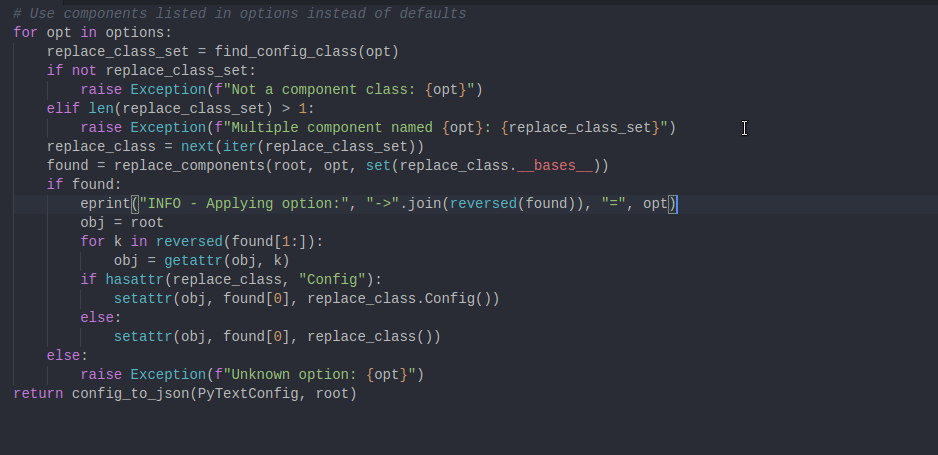 # Use components listed in options instead of defaults
for opt in options:
    replace_class_set = find_config_class(opt)
    if not replace_class_set:
        raise Exception(f"Not a component class: {opt}")
    elif len(replace_class_set) > 1:
        raise Exception(f"Multiple component named {opt}: {replace_class_set}")
    replace_class = next(iter(replace_class_set))
    found = replace_components(root, opt, set(replace_class.__bases__))
    if found:
        eprint("INFO - Applying option:", "->".join(reversed(found)), "=", opt)
        obj = root
        for k in reversed(found[1:]):
            obj = getattr(obj, k)
        if hasattr(replace_class, "Config"):
            setattr(obj, found[0], replace_class.Config())
        else:
            setattr(obj, found[0], replace_class())
    else:
        raise Exception(f"Unknown option: {opt}")
return config_to_json(PyTextConfig, root)